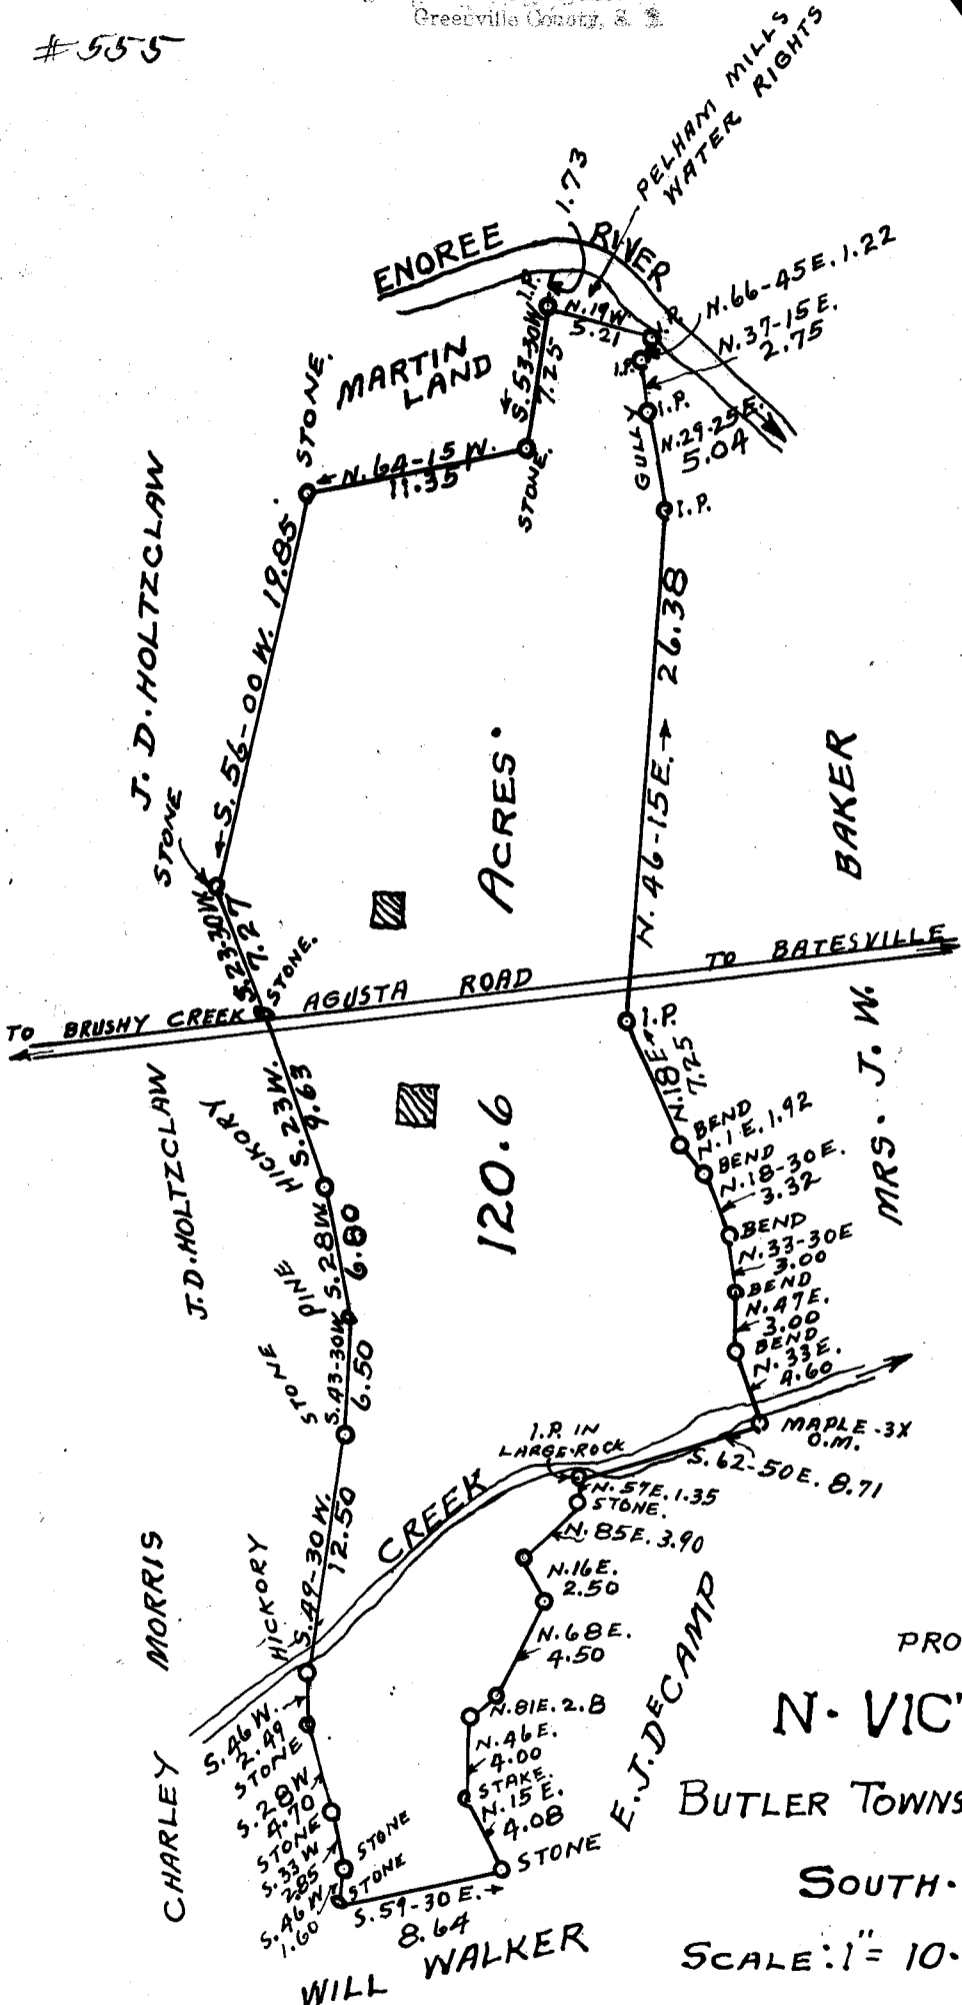 Greenville County, S. C.
#555
PELHAM MILLS
WATER RIGHTS
1.73
ENOREE RIVER
I.P.
N.19W
5.21
I.P.
N.66-45E. 1.22
I.P.
N.37-15E.
2.75
I.P.
GULLY
N.29-25E.
5.04
I.P.
MARTIN
LAND
S.53-30W
7.25
STONE.
STONE.
N.64-15 W.
11.35
J. D. HOLTZCLAW
S. 56-00 W. 19.85
STONE
S.23-30W
7.27
STONE.
ACRES.
N. 46-15E. 26.38
BAKER
TO BRUSHY CREEK AGUSTA ROAD TO BATESVILLE
I.P.
N.18E
7.25
BEND
N.1 E. 1.92
BEND
N.18-30E.
3.32
BEND
N.33-30E
3.00
BEND
N.47E.
3.00
BEND
N.33E.
4.60
MRS. J. W.
J.D. HOLTZCLAW
HICKORY
S.23W.
9.63
120.6
PINE
S.28W
6.80
STONE
S.43-30W
6.50
MAPLE-3X
O.M.
I.P. IN
LARGE ROCK
S.62-50E. 8.71
N.57E. 1.35
STONE.
N.85E. 3.90
N.16E.
2.50
N.68E.
4.50
N.81E. 2.8
N.46E.
4.00
STAKE.
N.15E.
4.08
STONE
E.J. DECAMP
CREEK
S.49-30W.
12.50
HICKORY
CHARLEY MORRIS
S.46W.
2.49
STONE
S.28W
4.70
STONE
S.33W
2.85
STONE
S.46W
1.60
STONE
S.59-30E.
8.64
WILL WALKER
PRO
N. VIC
BUTLER TOWNS
SOUTH.
SCALE: 1" = 10.